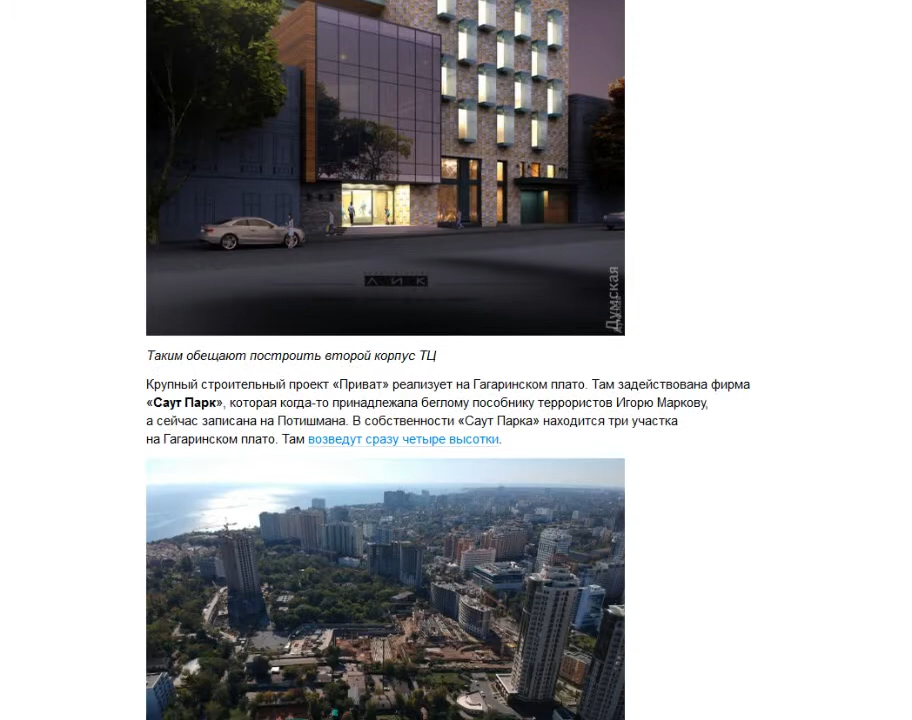 ЛИК
Думская
Таким обещают построить второй корпус ТЦ
Крупный строительный проект «Приват» реализует на Гагаринском плато. Там задействована фирма
«Саут Парк», которая когда-то принадлежала беглому пособнику террористов Игорю Маркову,
а сейчас записана на Потишмана. В собственности «Саут Парка» находится три участка
на Гагаринском плато. Там возведут сразу четыре высотки.